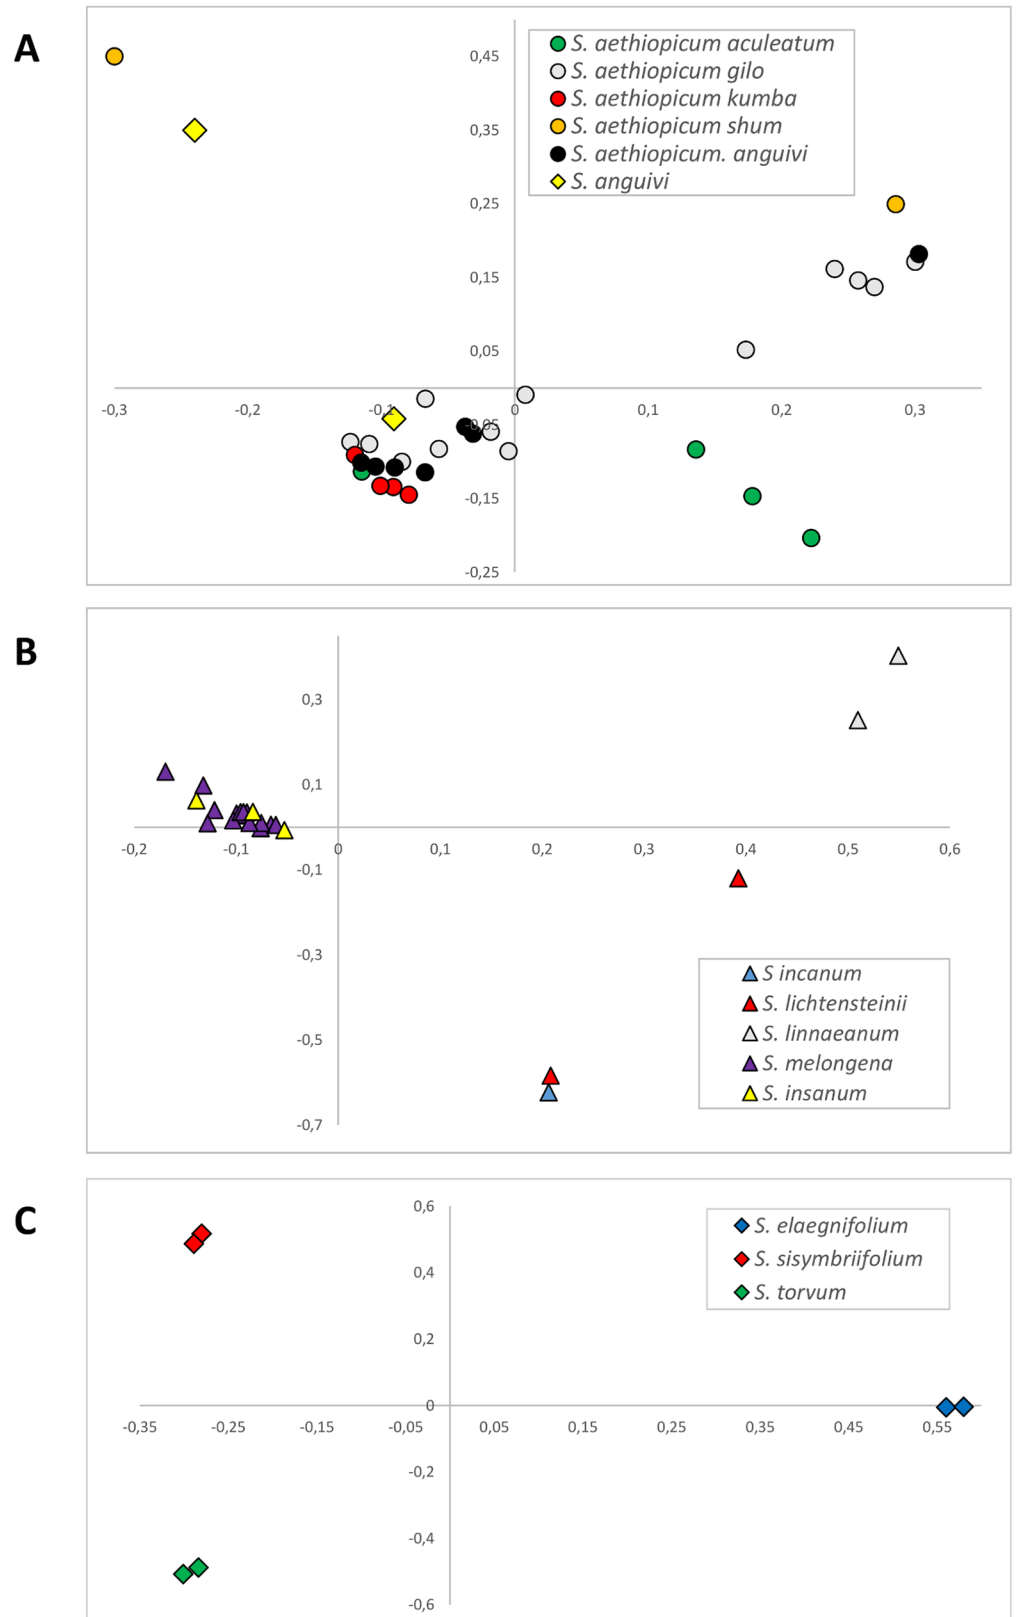 A
0,45
0,35
0,25
0,15
0,05
-0,05
-0,15
-0,25
-0,3
-0,2
-0,1
0
0,1
0,2
0,3
S. aethiopicum aculeatum
S. aethiopicum gilo
S. aethiopicum kumba
S. aethiopicum shum
S. aethiopicum. anguivi
S. anguivi
B
0,3
0,1
-0,1
-0,3
-0,5
-0,7
-0,2
-0,1
0
0,1
0,2
0,3
0,4
0,5
0,6
S incanum
S. lichtensteinii
S. linnaeanum
S. melongena
S. insanum
C
0,6
0,4
0,2
0
-0,2
-0,4
-0,6
-0,35
-0,25
-0,15
-0,05
0,05
0,15
0,25
0,35
0,45
0,55
S. elaegnifolium
S. sisymbriifolium
S. torvum